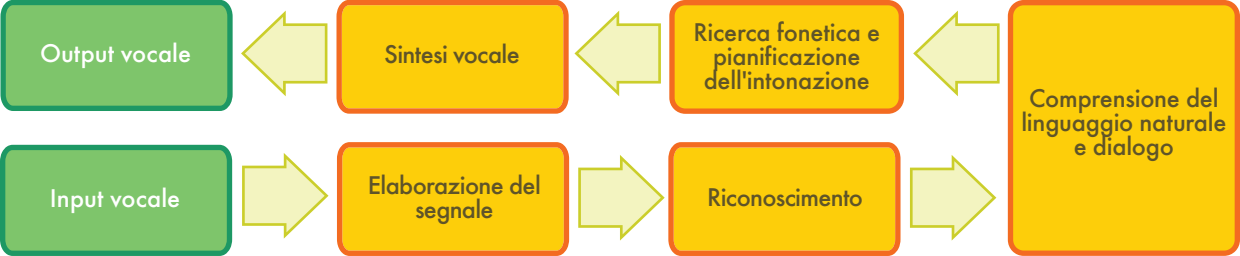 Output vocale
Sintesi vocale
Ricerca fonetica e
pianificazione
dell'intonazione
Comprensione del
linguaggio naturale
e dialogo
Input vocale
Elaborazione del
segnale
Riconoscimento